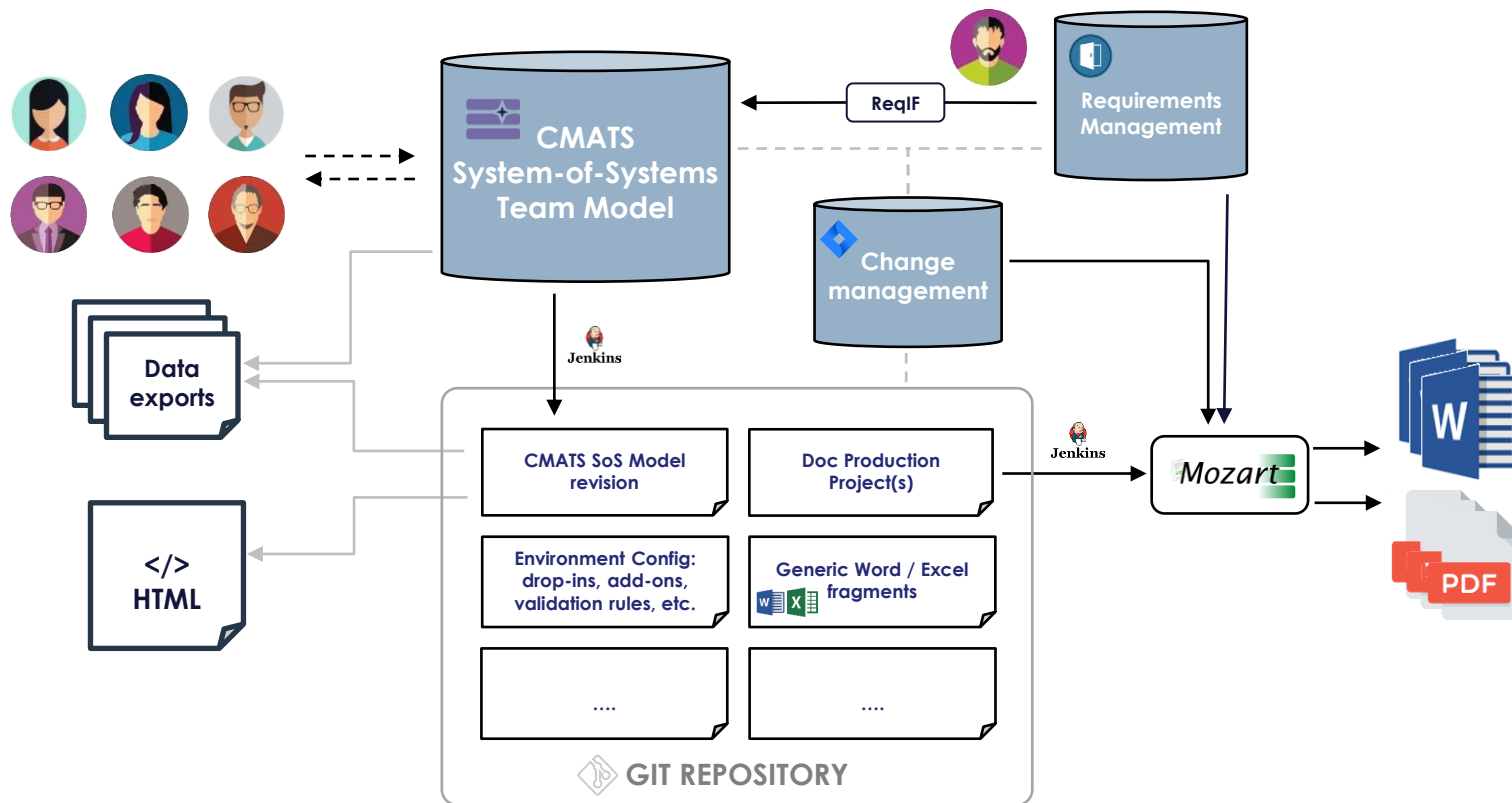 ReqIF
Requirements
Management
CMATS
System-of-Systems
Team Model
Change
management
Jenkins
Data
exports
</>
HTML
CMATS SoS Model
revision
Doc Production
Project(s)
Jenkins
Mozart
W
PDF
Environment Config:
drop-ins, add-ons,
validation rules, etc.
Generic Word / Excel
fragments
W
X
....
....
GIT REPOSITORY